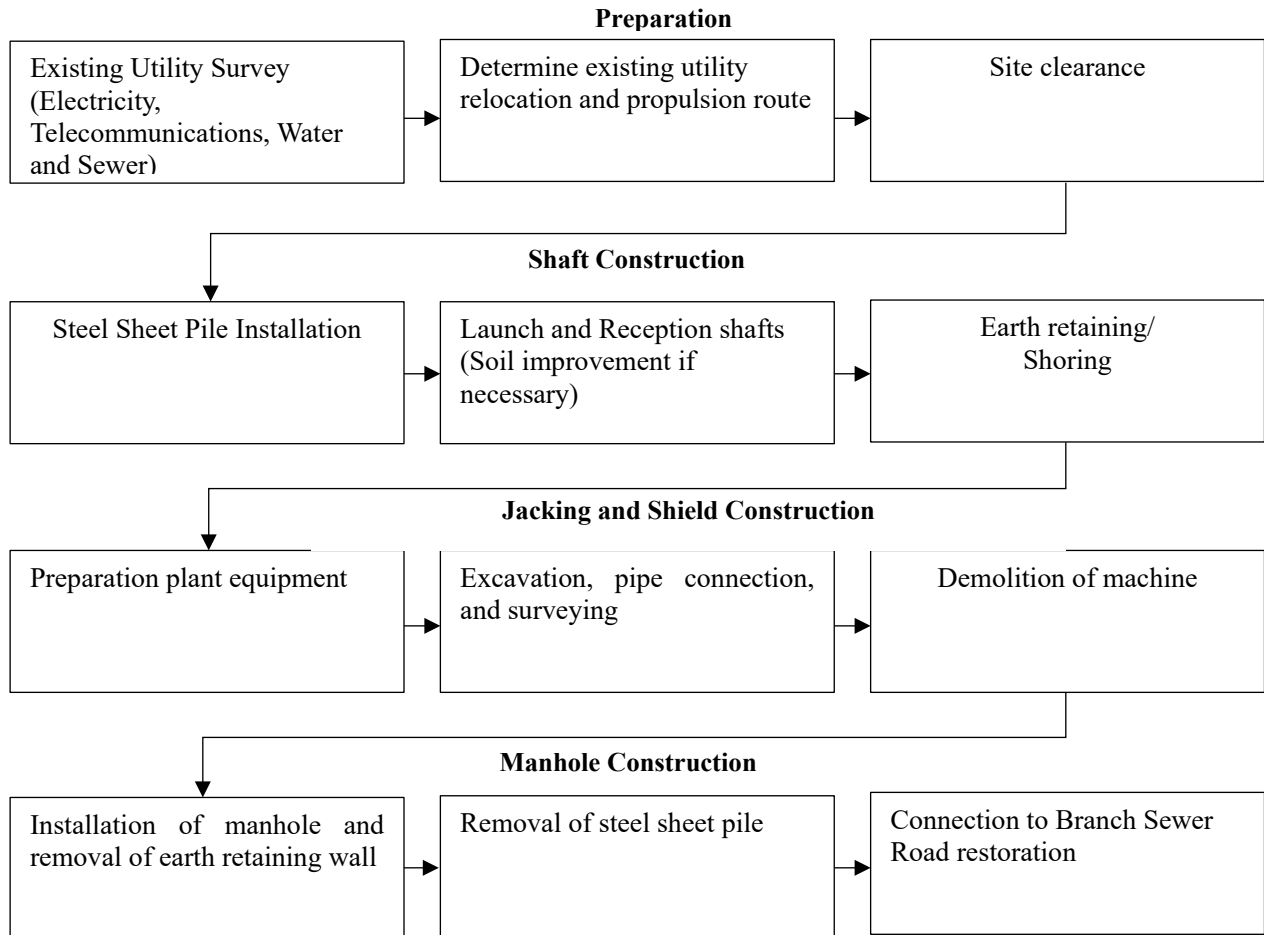 Preparation
Existing Utility Survey
(Electricity,
Telecommunications, Water
and Sewer)
Determine existing utility
relocation and propulsion route
Site clearance
Shaft Construction
Steel Sheet Pile Installation
Launch and Reception shafts
(Soil improvement if
necessary)
Earth retaining/
Shoring
Jacking and Shield Construction
Preparation plant equipment
Excavation, pipe connection,
and surveying
Demolition of machine
Manhole Construction
Installation of manhole and
removal of earth retaining wall
Removal of steel sheet pile
Connection to Branch Sewer
Road restoration